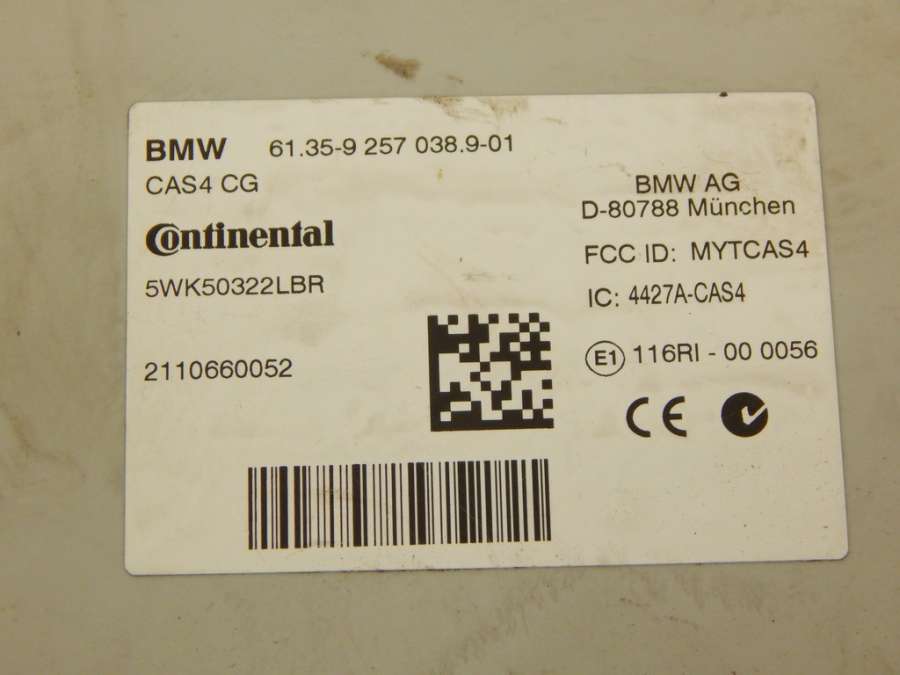 BMW 61.35-9 257 038.9-01
CAS4 CG
Continental
5WK50322LBR
2110660052
BMW AG
D-80788 München
FCC ID: MYTCAS4
IC: 4427A-CAS4
E1 116RI - 00 0056
CE